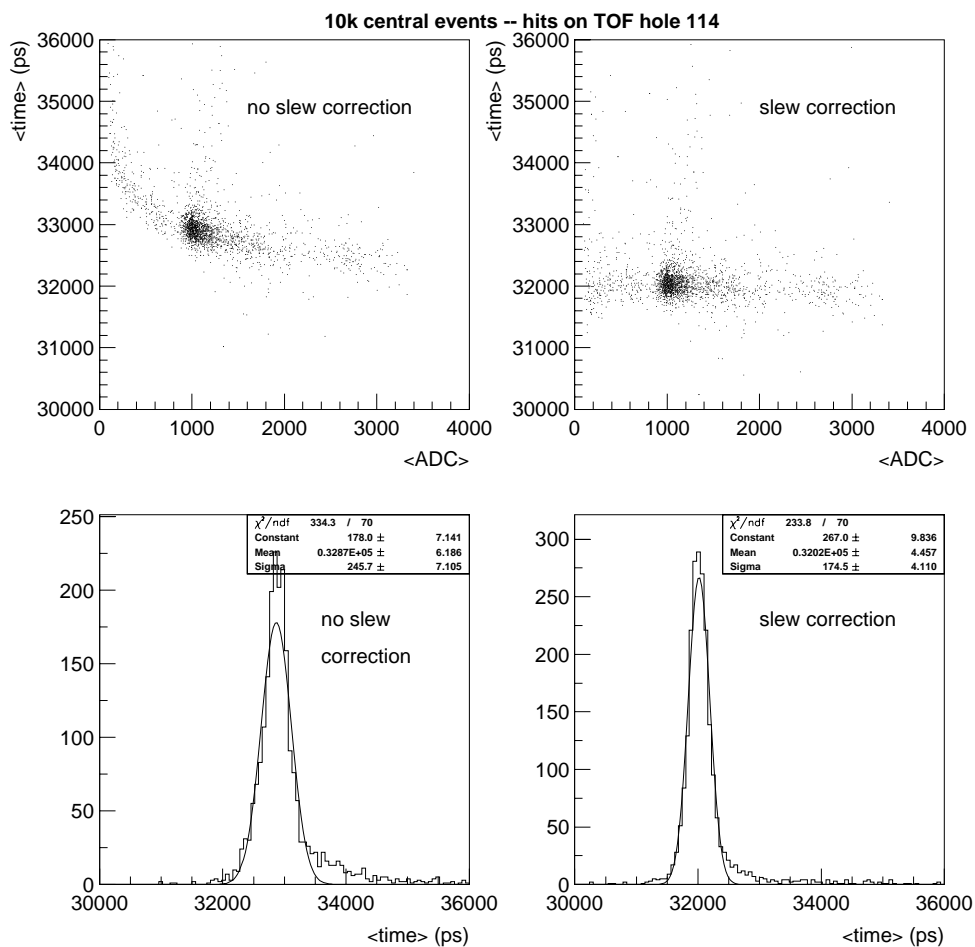 10k central events -- hits on TOF hole 114
<time> (ps)
36000
35000
34000
33000
32000
31000
30000
no slew correction
0
1000
2000
3000
4000
<ADC>
<time> (ps)
36000
35000
34000
33000
32000
31000
30000
slew correction
0
1000
2000
3000
4000
<ADC>
250
200
150
100
50
0
χ²/ndf 334.3 / 70
Constant 178.0 ± 7.141
Mean 0.3287E+05 ± 6.186
Sigma 245.7 ± 7.105
no slew
correction
30000
32000
34000
36000
<time> (ps)
300
250
200
150
100
50
0
χ²/ndf 233.8 / 70
Constant 267.0 ± 9.836
Mean 0.3202E+05 ± 4.457
Sigma 174.5 ± 4.110
slew correction
30000
32000
34000
36000
<time> (ps)